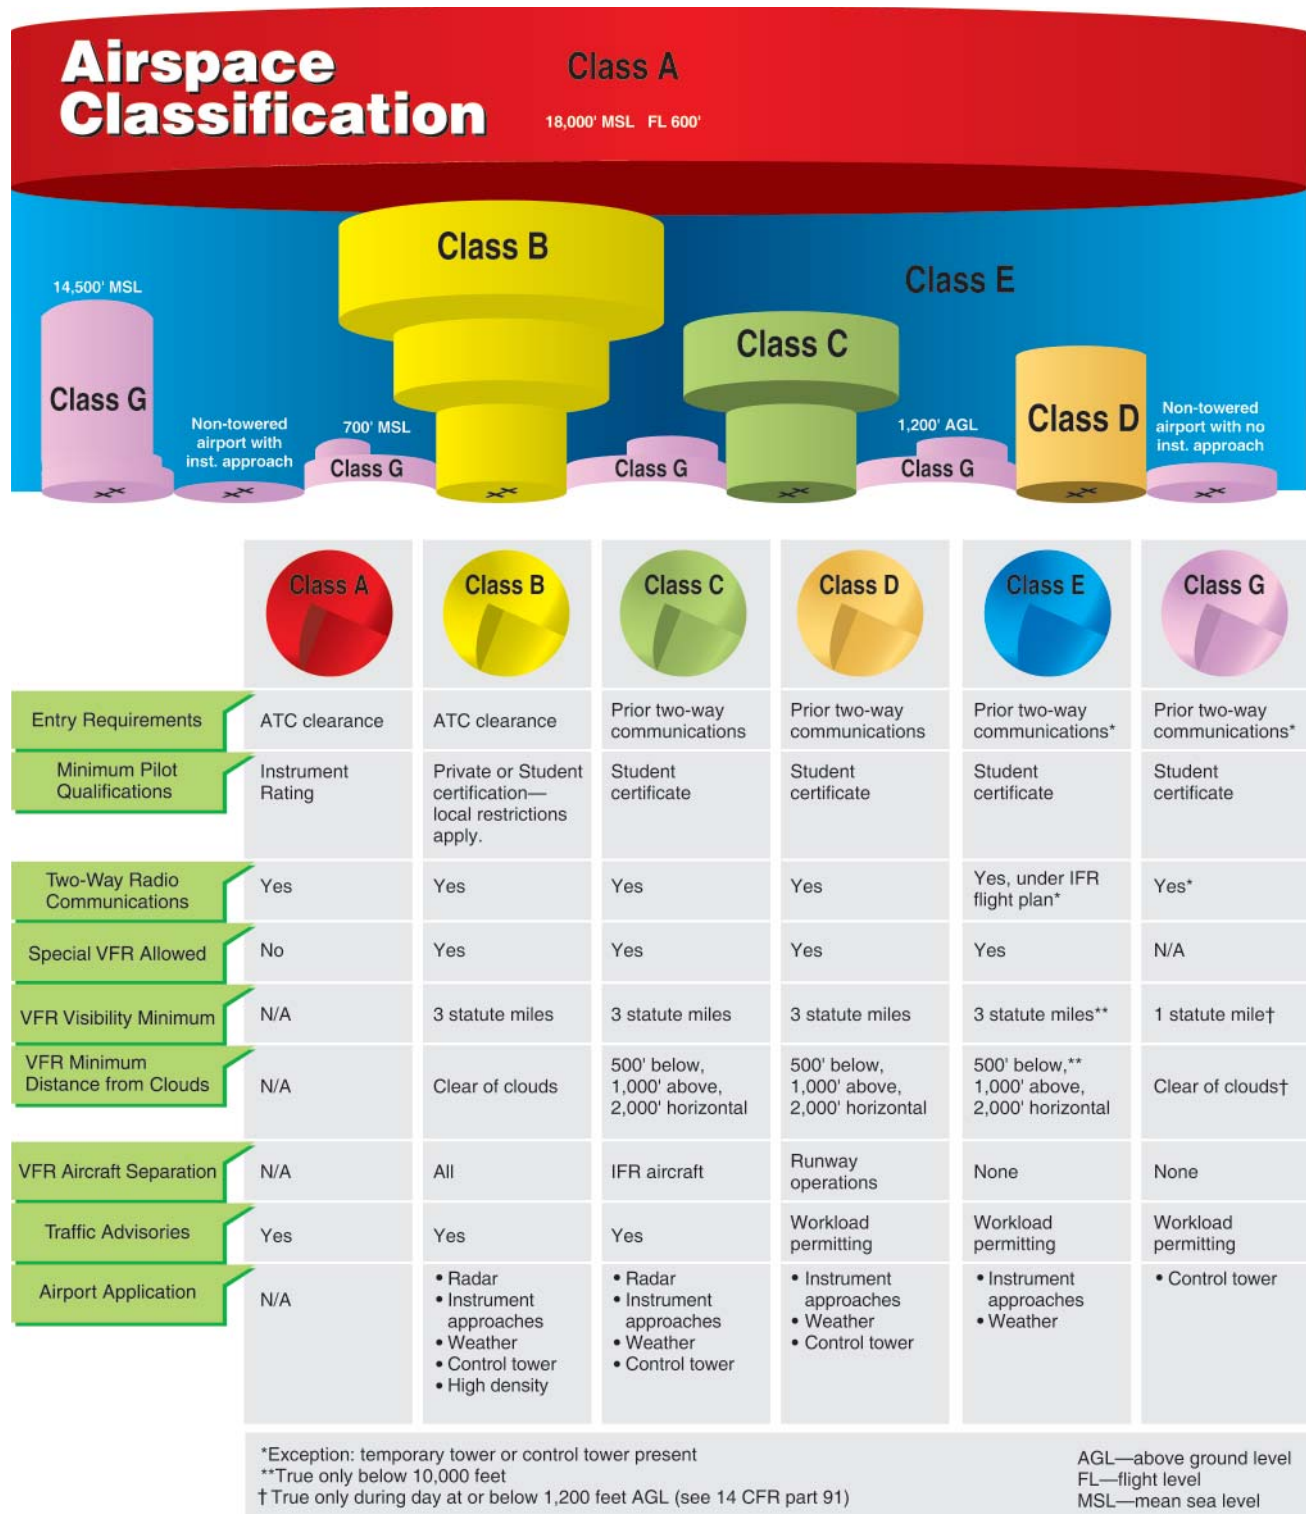 Airspace
Classification
Class A
18,000' MSL FL 600'
Class B
Class E
14,500' MSL
Class C
Class G
Non-towered
airport with
inst. approach
700' MSL
Class G
Class G
1,200' AGL
Class G
Class D
Non-towered
airport with no
inst. approach
Class A
Class B
Class C
Class D
Class E
Class G
Entry Requirements
ATC clearance
ATC clearance
Prior two-way
communications
Prior two-way
communications
Prior two-way
communications*
Prior two-way
communications*
Minimum Pilot
Qualifications
Instrument
Rating
Private or Student
certification—
local restrictions
apply.
Student
certificate
Student
certificate
Student
certificate
Student
certificate
Two-Way Radio
Communications
Yes
Yes
Yes
Yes
Yes, under IFR
flight plan*
Yes*
Special VFR Allowed
No
Yes
Yes
Yes
Yes
N/A
VFR Visibility Minimum
N/A
3 statute miles
3 statute miles
3 statute miles
3 statute miles**
1 statute mile†
VFR Minimum
Distance from Clouds
N/A
Clear of clouds
500' below,
1,000' above,
2,000' horizontal
500' below,
1,000' above,
2,000' horizontal
500' below,**
1,000' above,
2,000' horizontal
Clear of clouds†
VFR Aircraft Separation
N/A
All
IFR aircraft
Runway
operations
None
None
Traffic Advisories
Yes
Yes
Yes
Workload
permitting
Workload
permitting
Workload
permitting
Airport Application
N/A
• Radar
• Instrument
approaches
• Weather
• Control tower
• High density
• Radar
• Instrument
approaches
• Weather
• Control tower
• Instrument
approaches
• Weather
• Control tower
• Instrument
approaches
• Weather
• Control tower
*Exception: temporary tower or control tower present
**True only below 10,000 feet
† True only during day at or below 1,200 feet AGL (see 14 CFR part 91)
AGL—above ground level
FL—flight level
MSL—mean sea level